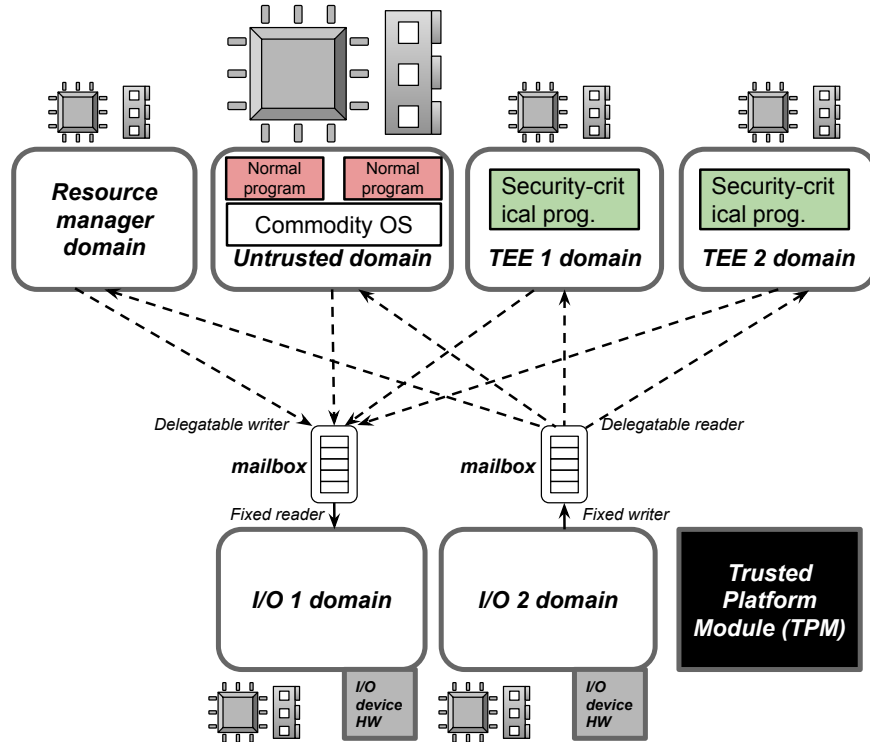 Resource
manager
domain
Normal
program
Normal
program
Commodity OS
Untrusted domain
Security-crit
ical prog.
TEE 1 domain
Security-crit
ical prog.
TEE 2 domain
Delegatable writer
Delegatable reader
mailbox
mailbox
Fixed reader
Fixed writer
I/O 1 domain
I/O 2 domain
Trusted
Platform
Module (TPM)
I/O
device
HW
I/O
device
HW